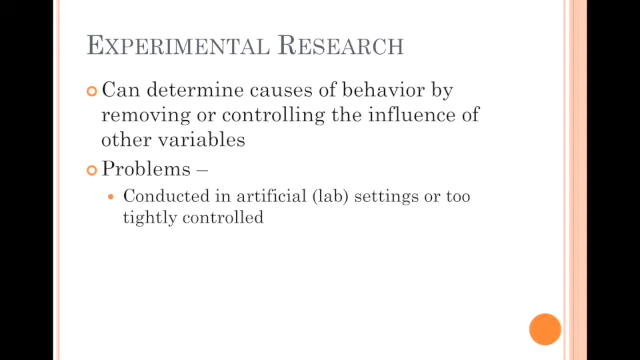 EXPERIMENTAL RESEARCH
Can determine causes of behavior by
removing or controlling the influence of
other variables
Problems –
Conducted in artificial (lab) settings or too
tightly controlled